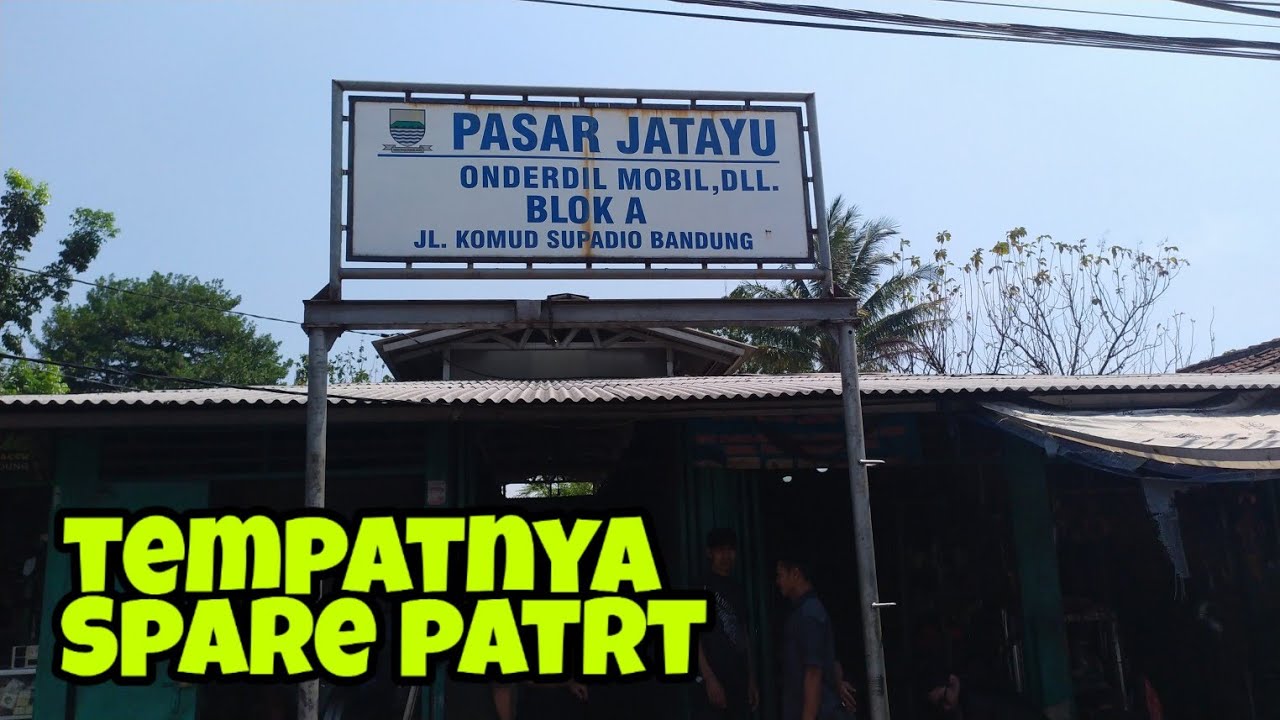 PASAR JATAYU
ONDERDIL MOBIL,DLL.
BLOK A
JL. KOMUD SUPADIO BANDUNG
TEMPATNYA
SPARE PATRT